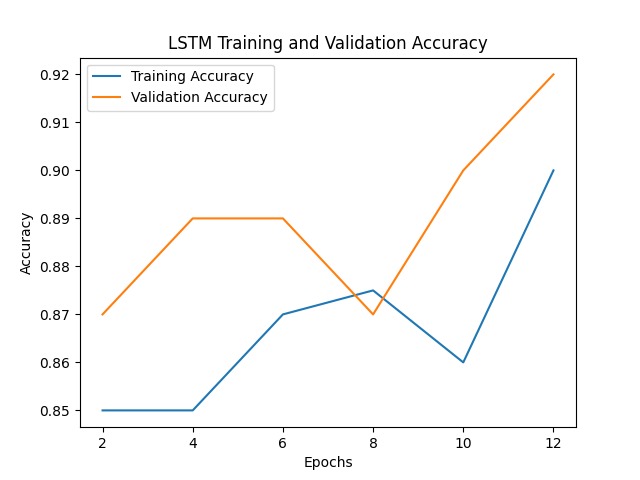 LSTM Training and Validation Accuracy
Training Accuracy
Validation Accuracy
0.92
0.91
0.90
0.89
0.88
0.87
0.86
0.85
Accuracy
2 4 6 8 10 12
Epochs